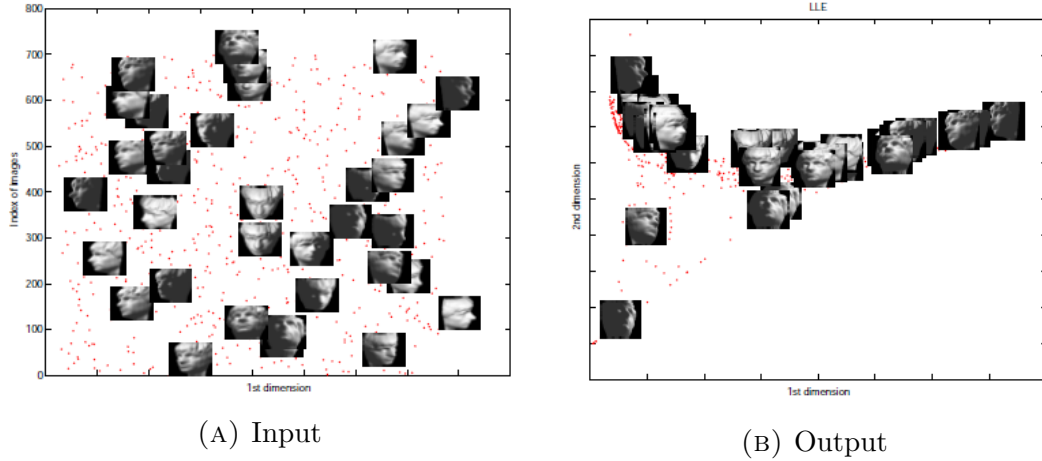 800
700
600
500
400
300
200
100
0
Index of images
1st dimension
(A) Input
LLE
2nd dimension
1st dimension
(B) Output